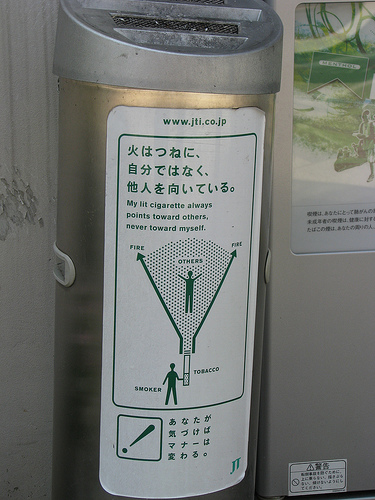 www.jti.co.jp
火はつねに、
自分ではなく、
他人を向いている。
My lit cigarette always
points toward others,
never toward myself.
FIRE
FIRE
OTHERS
TOBACCO
SMOKER
あなたが
気づけば
マナーは
変わる。
JT
MENTHOL
警告